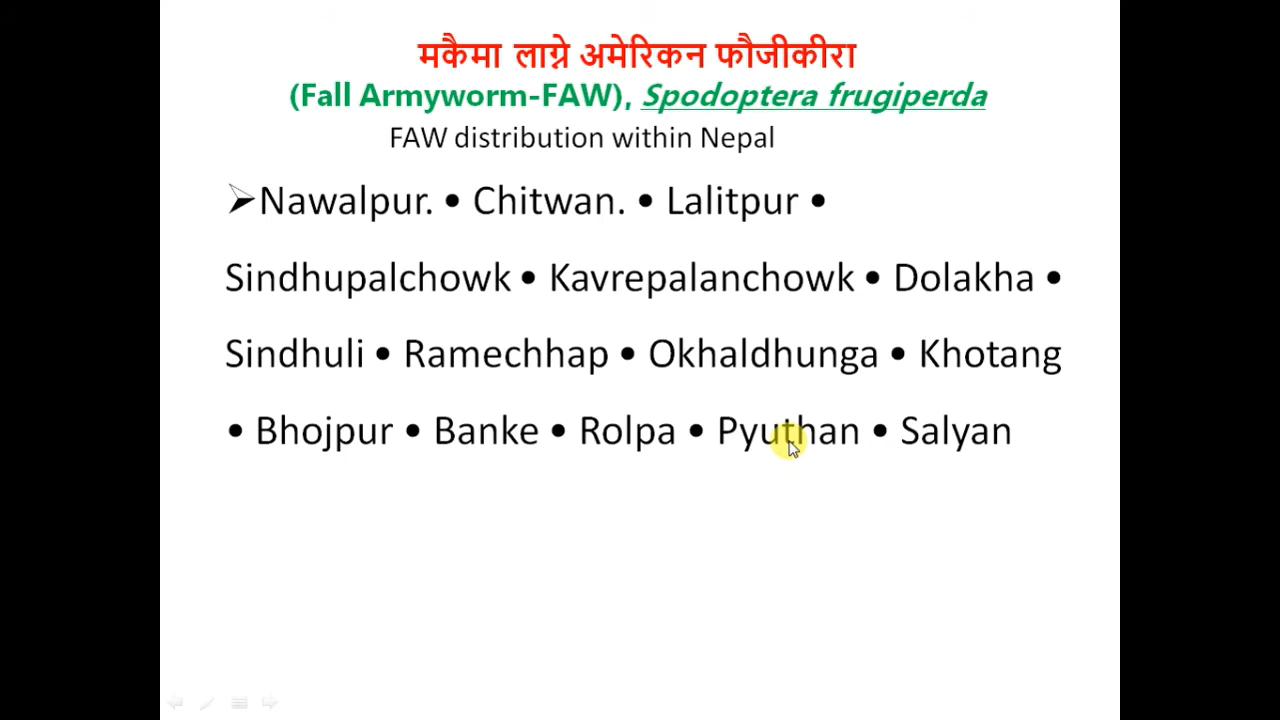 मकैमा लाग्ने अमेरिकन फौजीकीरा
(Fall Armyworm-FAW), Spodoptera frugiperda
FAW distribution within Nepal
➢Nawalpur. • Chitwan. • Lalitpur •
Sindhupalchowk • Kavrepalanchowk • Dolakha •
Sindhuli • Ramechhap • Okhaldhunga • Khotang
• Bhojpur • Banke • Rolpa • Pyuthan • Salyan